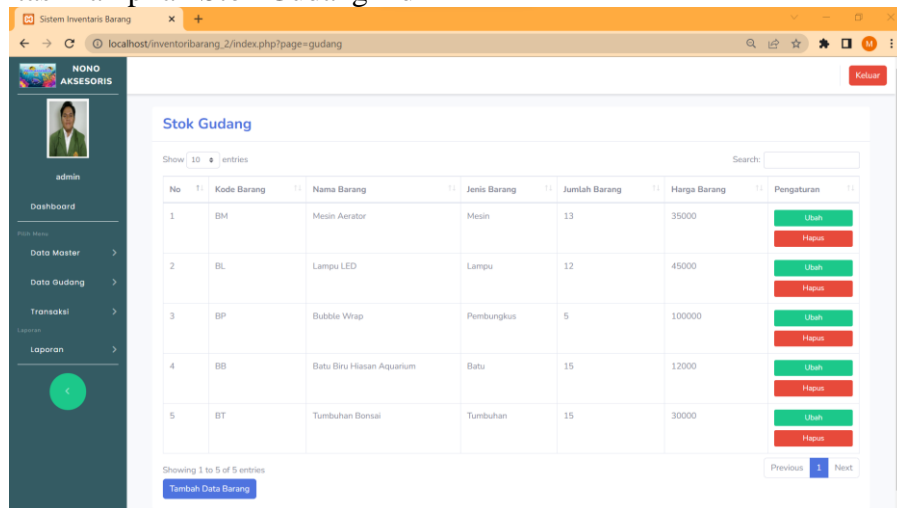 Sistem Inventaris Barang
localhost/inventoribarang_2/index.php?page=gudang
M
NONO
AKSESORIS
Keluar
admin
Dashboard
Pilih Menu
Data Master
Data Gudang
Transaksi
Laporan
Laporan
Stok Gudang
Show 10 entries
Search:
No Kode Barang Nama Barang Jenis Barang Jumlah Barang Harga Barang Pengaturan
1 BM Mesin Aerator Mesin 13 35000 Ubah
Hapus
2 BL Lampu LED Lampu 12 45000 Ubah
Hapus
3 BP Bubble Wrap Pembungkus 5 100000 Ubah
Hapus
4 BB Batu Biru Hiasan Aquarium Batu 15 12000 Ubah
Hapus
5 BT Tumbuhan Bonsai Tumbuhan 15 30000 Ubah
Hapus
Showing 1 to 5 of 5 entries
Previous 1 Next
Tambah Data Barang